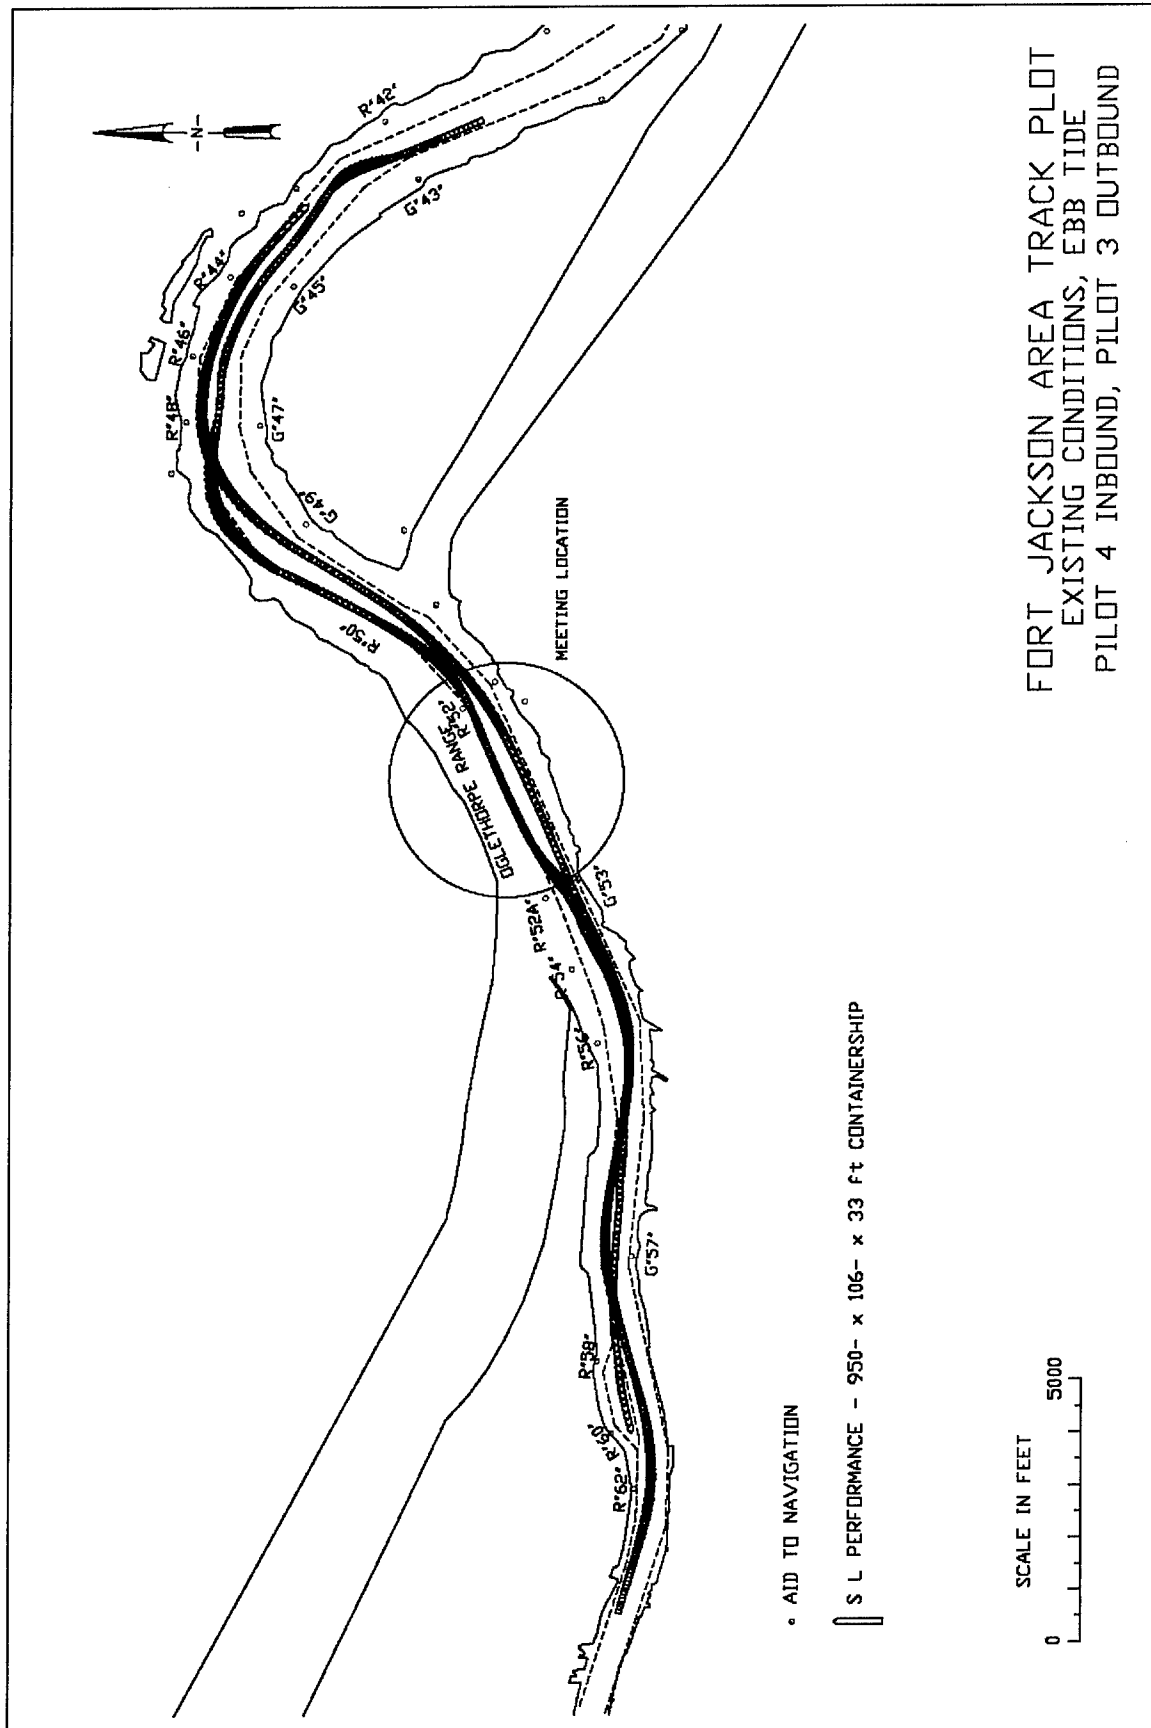 R"42"
-N-
G"43"
R"44"
G"45"
R"46"
R"48"
G"47"
G"49"
R"50"
MEETING LOCATION
R"52"
OGLETHORPE RANGE
G"53"
R"52A"
R"54"
R"56"
G"57"
R"58"
R"60"
R"62"
AID TO NAVIGATION
S L PERFORMANCE - 950- x 106- x 33 ft CONTAINERSHIP
SCALE IN FEET
0 5000
FORT JACKSON AREA TRACK PLOT
EXISTING CONDITIONS, EBB TIDE
PILOT 4 INBOUND, PILOT 3 OUTBOUND